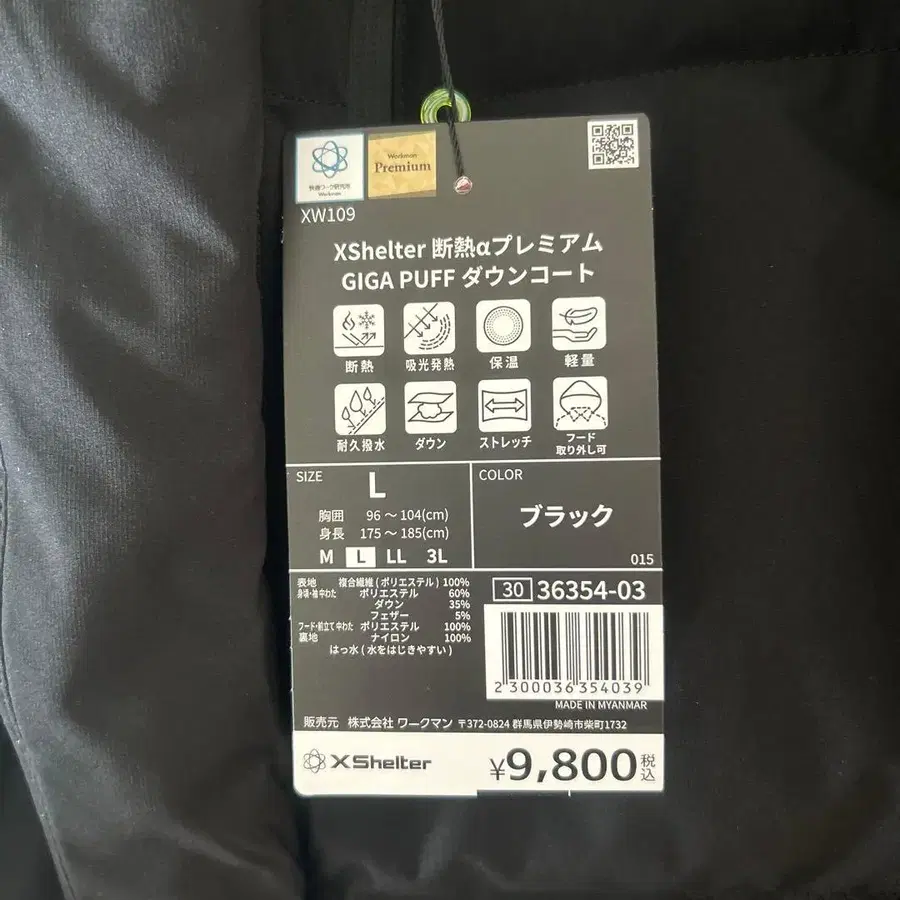 快適ワーク研究所
Workman
Workman
Premium
XW109
XShelter 断熱αプレミアム
GIGA PUFF ダウンコート
断熱 吸光発熱 保温 軽量
耐久撥水 ダウン ストレッチ フード
取り外し可
SIZE
L
胸囲 96～104(cm)
身長 175～185(cm)
M L LL 3L
COLOR
ブラック
015
表地 複合繊維(ポリエステル) 100%
身頃・袖中わた ポリエステル 60%
ダウン 35%
フェザー 5%
フード・前立て中わた ポリエステル 100%
裏地 ナイロン 100%
はっ水(水をはじきやすい)
30 36354-03
2 300036354039
MADE IN MYANMAR
販売元 株式会社 ワークマン 〒372-0824 群馬県伊勢崎市柴町1732
XShelter
¥9,800税込